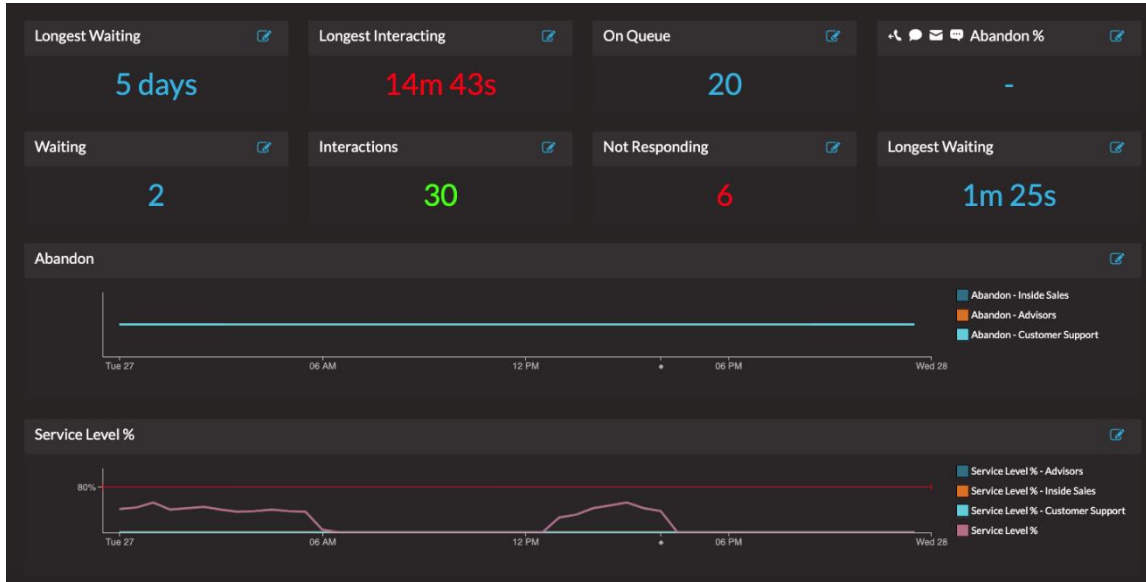 Longest Waiting
5 days
Longest Interacting
14m 43s
On Queue
20
Abandon %
-
Waiting
2
Interactions
30
Not Responding
6
Longest Waiting
1m 25s
Abandon
Abandon - Inside Sales
Abandon - Advisors
Abandon - Customer Support
Tue 27 06 AM 12 PM 06 PM Wed 28
Service Level %
80%
Service Level % - Advisors
Service Level % - Inside Sales
Service Level % - Customer Support
Service Level %
Tue 27 06 AM 12 PM 06 PM Wed 28